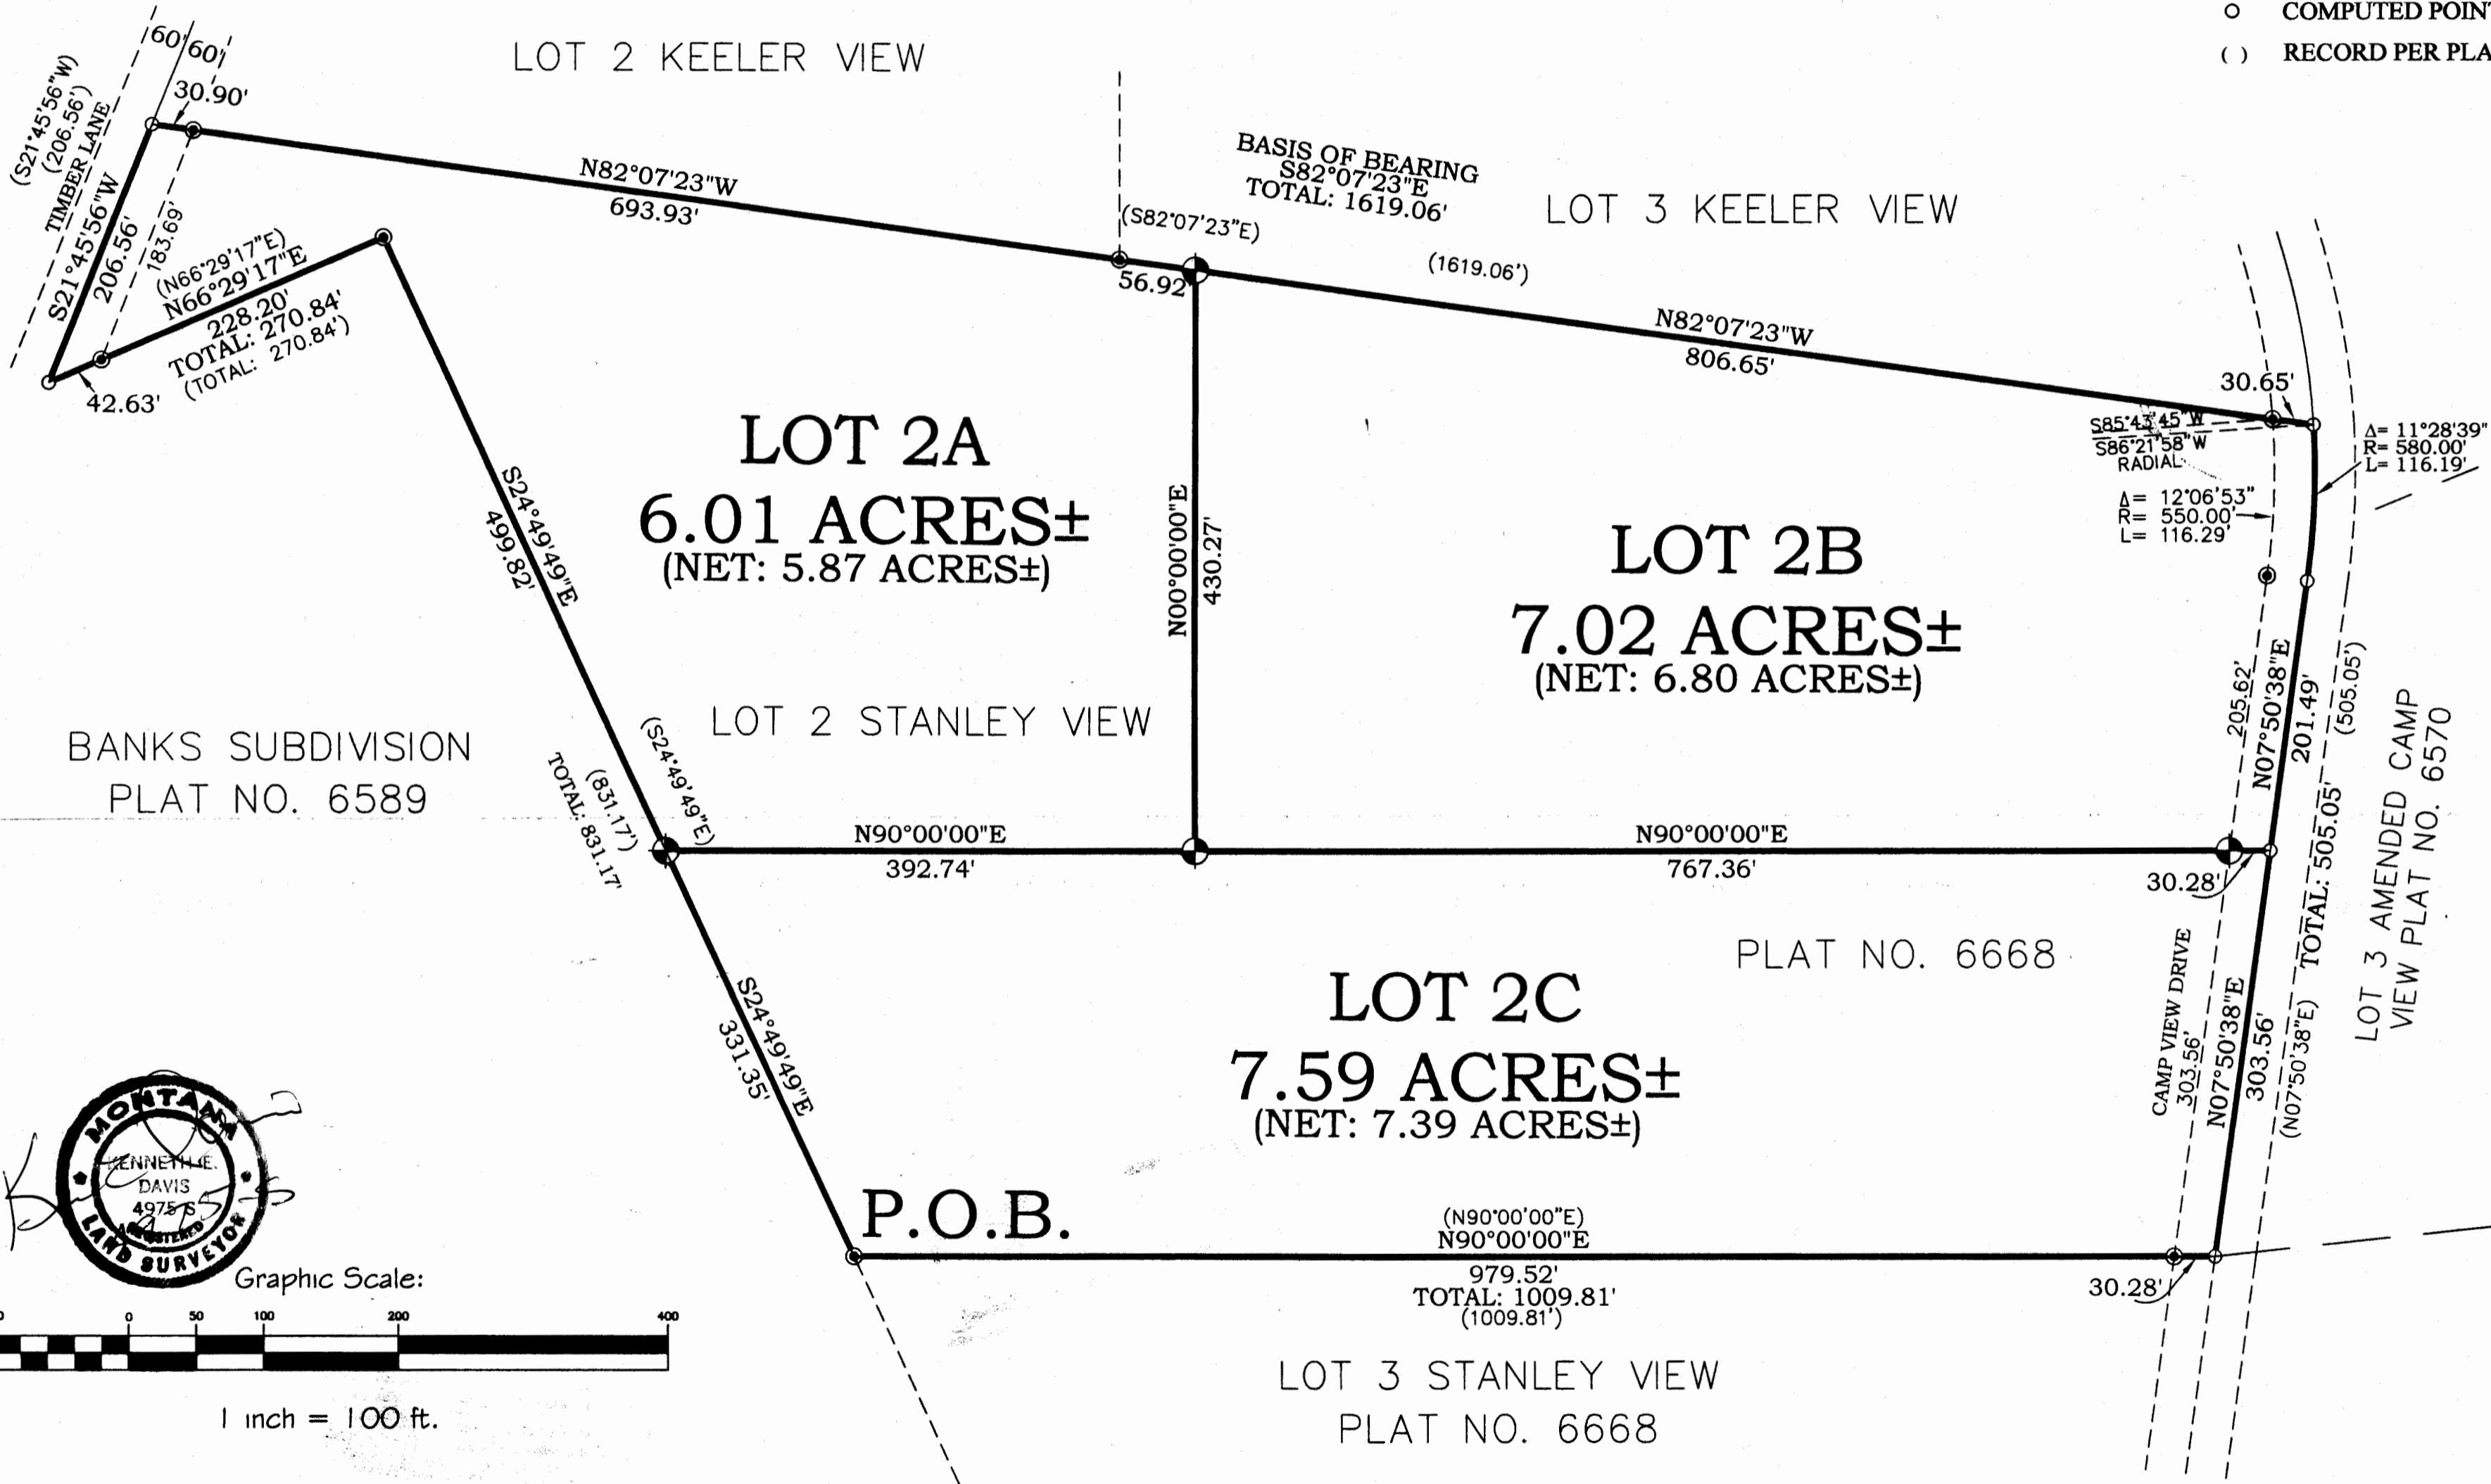 COMPUTED POIN
( ) RECORD PER PLA
60' 60'
LOT 2 KEELER VIEW
(S21°45'56"W)
(206.56')
TIMBER LANE
S21°45'56"W
206.56'
30.90'
183.69'
N82°07'23"W
693.93'
(S82°07'23"E)
56.92'
BASIS OF BEARING
S82°07'23"E
TOTAL: 1619.06'
LOT 3 KEELER VIEW
(1619.06')
N82°07'23"W
806.65'
30.65'
(N66°29'17"E)
N66°29'17"E
228.20'
TOTAL: 270.84'
(TOTAL: 270.84')
42.63'
S85°43'45"W
S86°21'58"W
RADIAL
Δ= 11°28'39"
R= 580.00'
L= 116.19'
Δ= 12°06'53"
R= 550.00'
L= 116.29'
LOT 2A
6.01 ACRES±
(NET: 5.87 ACRES±)
S24°49'49"E
499.82'
N00°00'00"E
430.27'
LOT 2B
7.02 ACRES±
(NET: 6.80 ACRES±)
205.62'
N07°50'38"E
201.49'
(505.05')
LOT 2 STANLEY VIEW
BANKS SUBDIVISION
PLAT NO. 6589
(S24°49'49"E)
(831.17')
TOTAL: 831.17'
N90°00'00"E
392.74'
N90°00'00"E
767.36'
30.28'
PLAT NO. 6668
LOT 3 AMENDED CAMP
VIEW PLAT NO. 6570
LOT 2C
7.59 ACRES±
(NET: 7.39 ACRES±)
S24°49'49"E
331.35'
CAMP VIEW DRIVE
303.56'
N07°50'38"E
303.56'
(N07°50'38"E) TOTAL: 505.05'
P.O.B.
(N90°00'00"E)
N90°00'00"E
979.52'
TOTAL: 1009.81'
(1009.81')
30.28'
MONTANA
KENNETH E.
DAVIS
4975 S
REGISTERED
LAND SURVEYOR
Graphic Scale:
0 0 50 100 200 400
1 inch = 100 ft.
LOT 3 STANLEY VIEW
PLAT NO. 6668